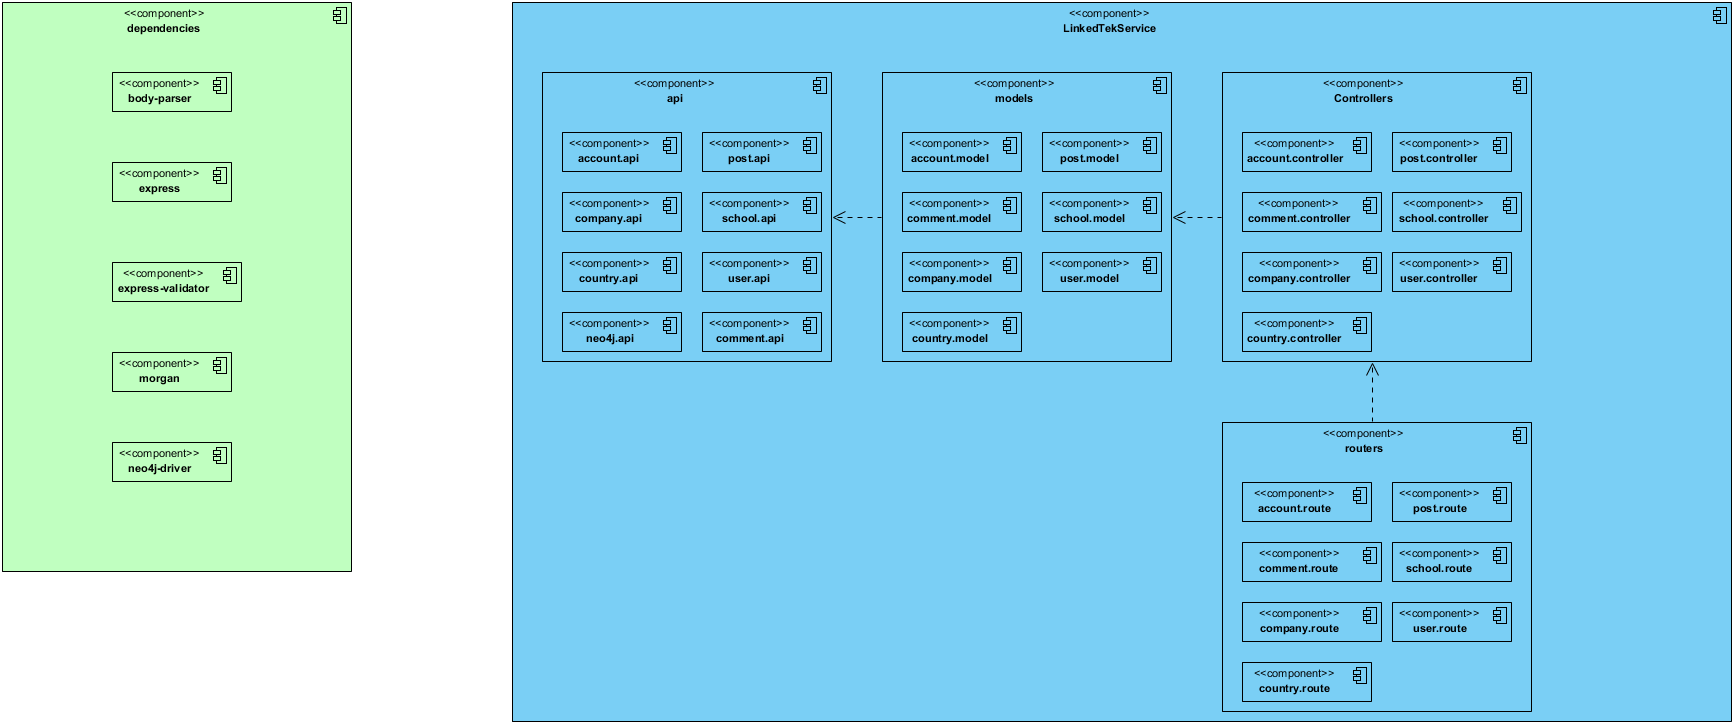 <<component>>
dependencies
<<component>>
body-parser
<<component>>
express
<<component>>
express-validator
<<component>>
morgan
<<component>>
neo4j-driver
<<component>>
LinkedTekService
<<component>>
api
<<component>>
account.api
<<component>>
post.api
<<component>>
company.api
<<component>>
school.api
<<component>>
country.api
<<component>>
user.api
<<component>>
neo4j.api
<<component>>
comment.api
<<component>>
models
<<component>>
account.model
<<component>>
post.model
<<component>>
comment.model
<<component>>
school.model
<<component>>
company.model
<<component>>
user.model
<<component>>
country.model
<<component>>
Controllers
<<component>>
account.controller
<<component>>
post.controller
<<component>>
comment.controller
<<component>>
school.controller
<<component>>
company.controller
<<component>>
user.controller
<<component>>
country.controller
<<component>>
routers
<<component>>
account.route
<<component>>
post.route
<<component>>
comment.route
<<component>>
school.route
<<component>>
company.route
<<component>>
user.route
<<component>>
country.route